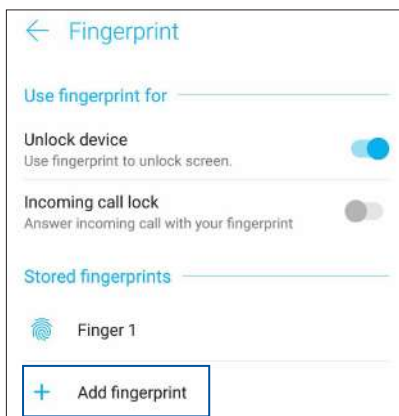 Fingerprint
Use fingerprint for
Unlock device
Use fingerprint to unlock screen.
Incoming call lock
Answer incoming call with your fingerprint
Stored fingerprints
Finger 1
+ Add fingerprint